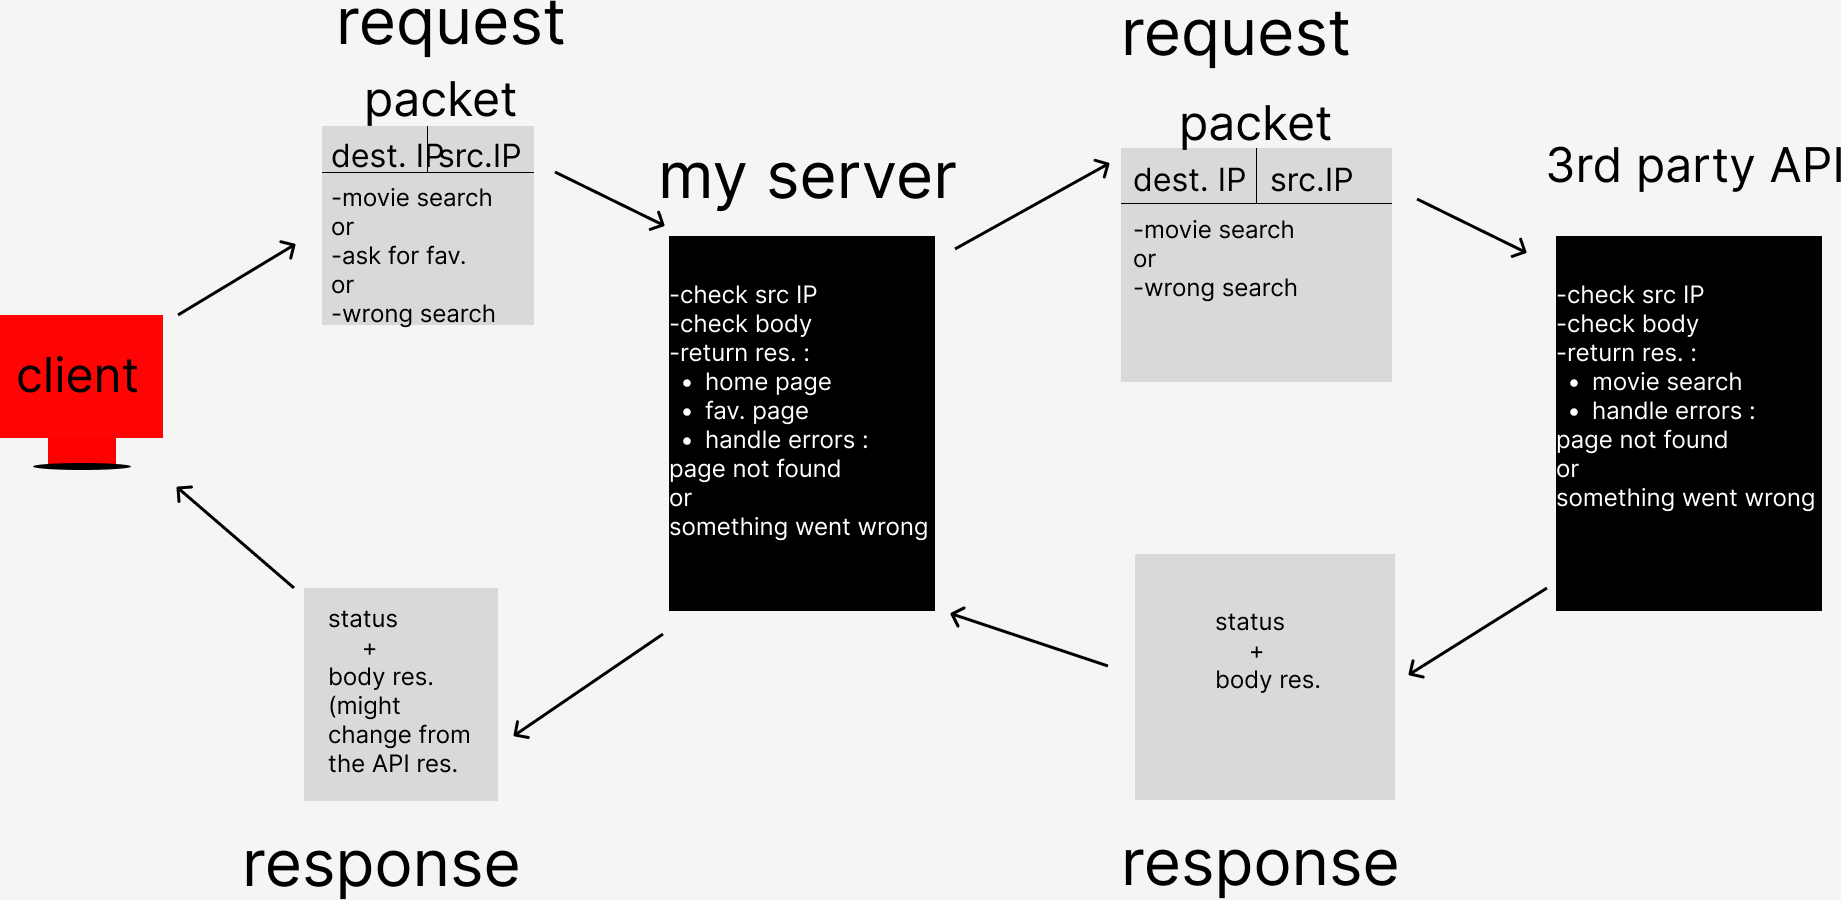 request
packet
dest. IP src.IP
-movie search
or
-ask for fav.
or
-wrong search
client
my server
-check src IP
-check body
-return res. :
• home page
• fav. page
• handle errors :
page not found
or
something went wrong
request
packet
dest. IP src.IP
-movie search
or
-wrong search
3rd party API
-check src IP
-check body
-return res. :
• movie search
• handle errors :
page not found
or
something went wrong
status
+
body res.
response
status
+
body res.
(might
change from
the API res.
response